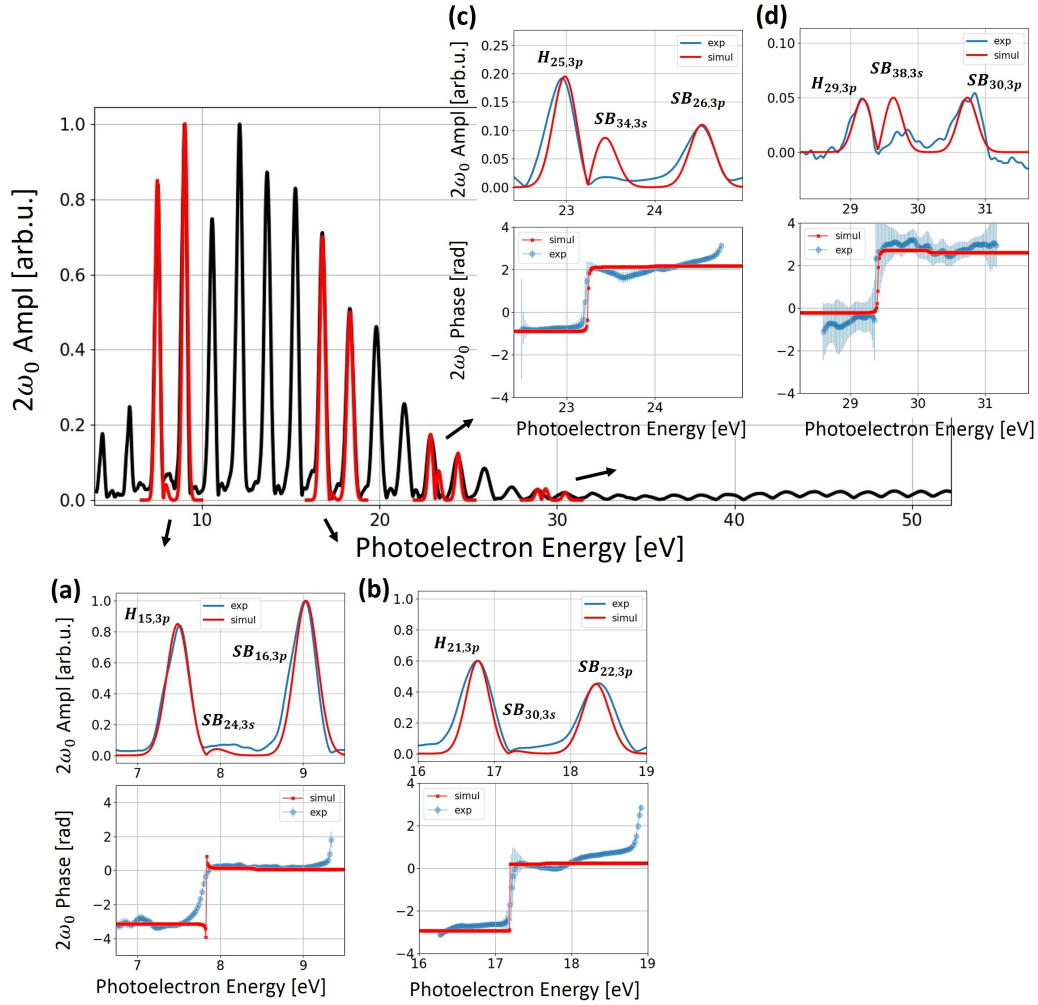 (c)
2ω₀ Ampl [arb.u.]
0.25
0.20
0.15
0.10
0.05
0.00
H₂₅,₃ₚ
SB₃₄,₃ₛ
SB₂₆,₃ₚ
exp
simul
23
24
2ω₀ Phase [rad]
4
2
0
−2
−4
simul
exp
23
24
Photoelectron Energy [eV]
(d)
0.10
0.05
0.00
H₂₉,₃ₚ
SB₃₈,₃ₛ
SB₃₀,₃ₚ
exp
simul
29
30
31
4
2
0
−2
−4
simul
exp
29
30
31
Photoelectron Energy [eV]
2ω₀ Ampl [arb.u.]
1.0
0.8
0.6
0.4
0.2
0.0
10
20
30
40
50
Photoelectron Energy [eV]
(a)
2ω₀ Ampl [arb.u.]
1.0
0.8
0.6
0.4
0.2
0.0
H₁₅,₃ₚ
SB₂₄,₃ₛ
SB₁₆,₃ₚ
exp
simul
7
8
9
2ω₀ Phase [rad]
4
2
0
−2
−4
simul
exp
7
8
9
Photoelectron Energy [eV]
(b)
1.0
0.8
0.6
0.4
0.2
0.0
H₂₁,₃ₚ
SB₃₀,₃ₛ
SB₂₂,₃ₚ
exp
simul
16
17
18
19
4
2
0
−2
−4
simul
exp
16
17
18
19
Photoelectron Energy [eV]